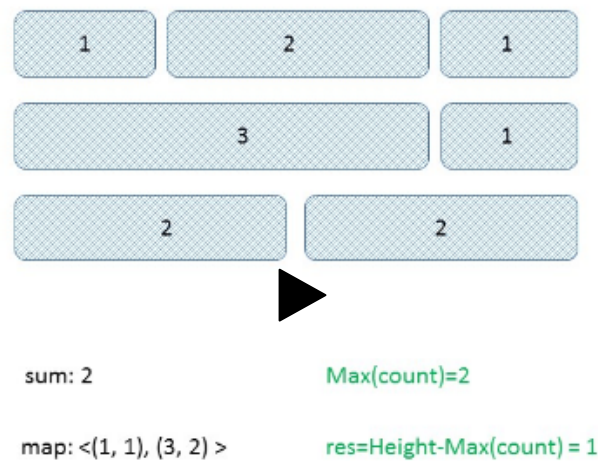 1 2 1
3 1
2 2
sum: 2 Max(count)=2
map: <(1, 1), (3, 2) > res=Height-Max(count) = 1